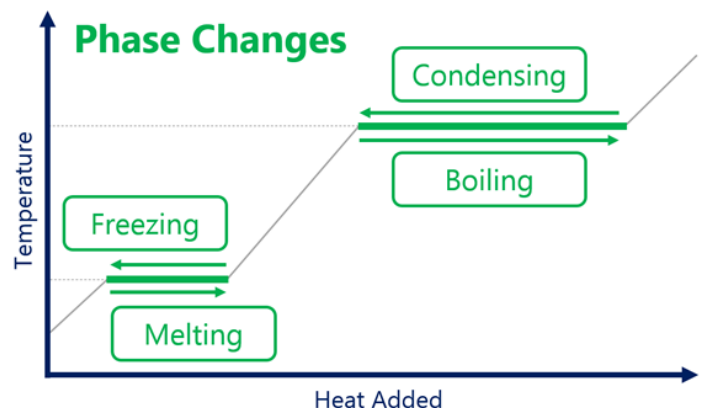 Phase Changes
Condensing
Boiling
Freezing
Melting
Temperature
Heat Added